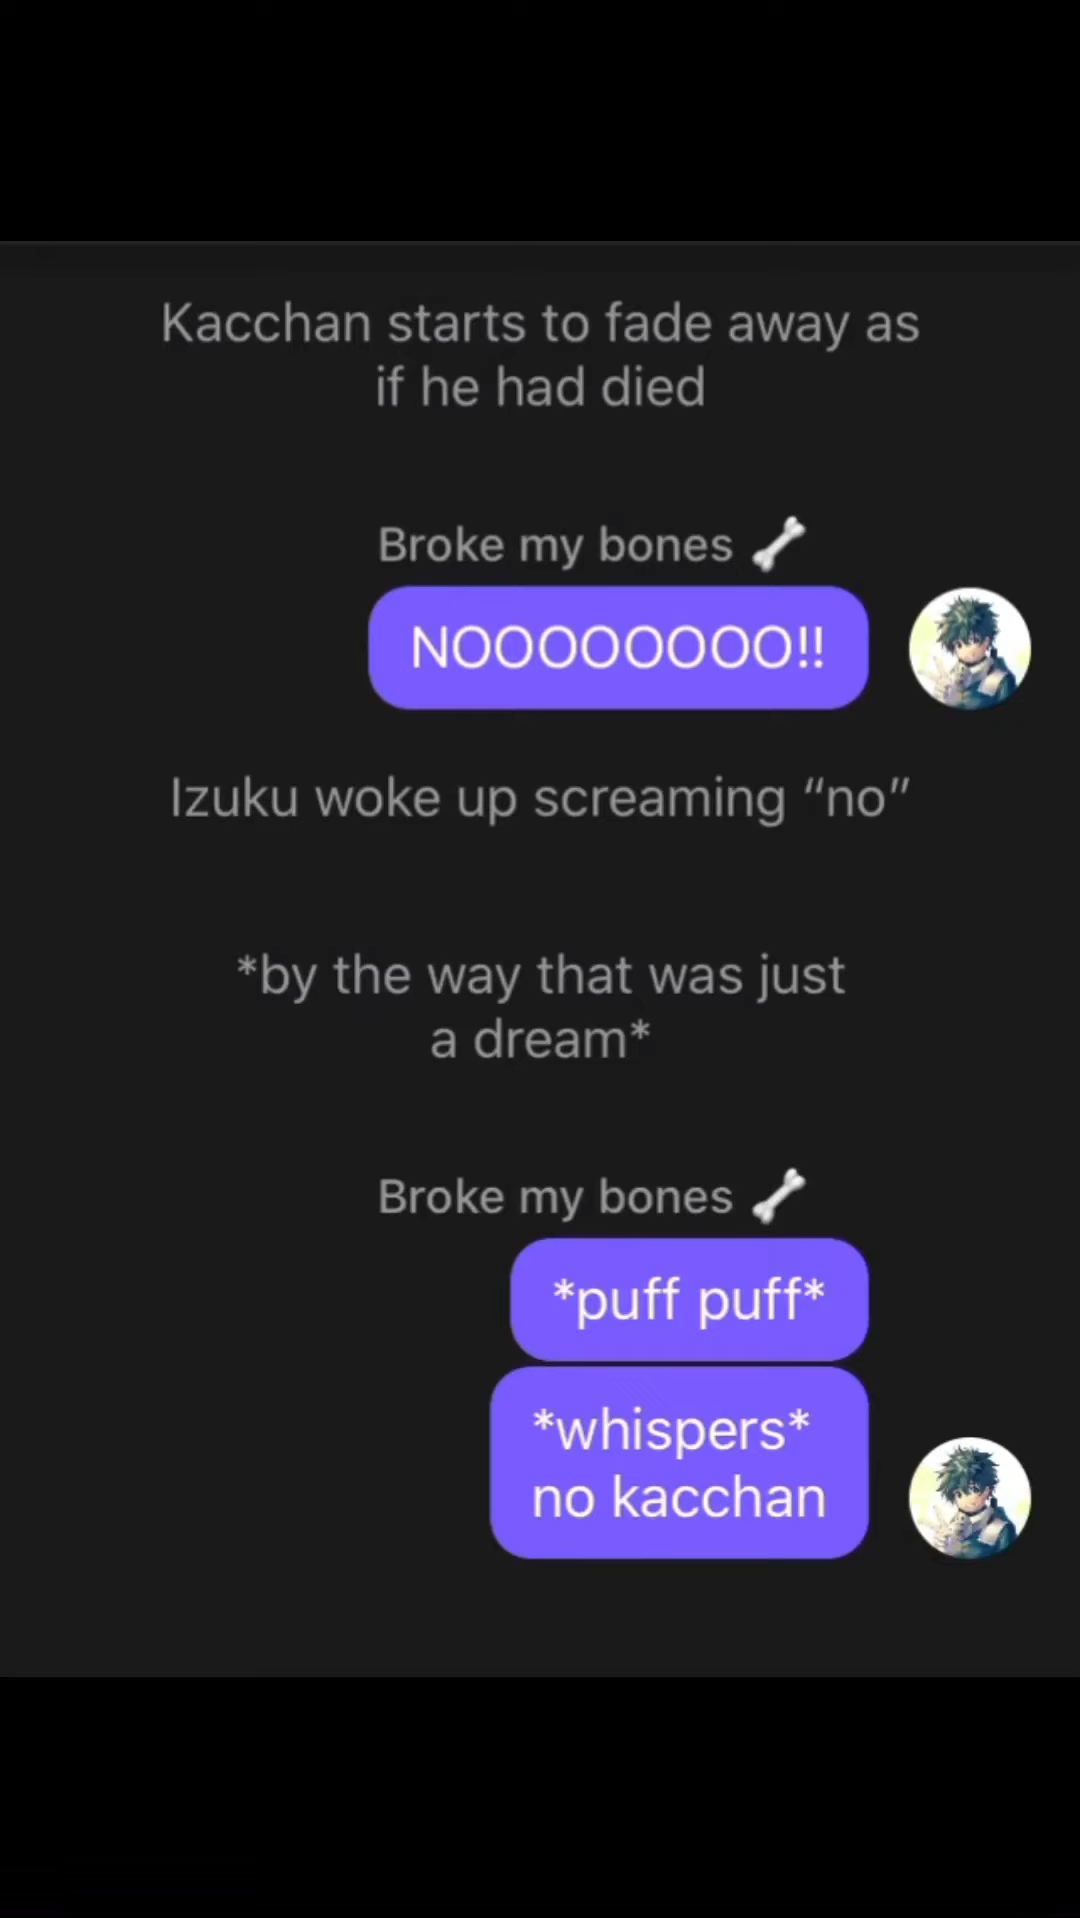 Kacchan starts to fade away as
if he had died
Broke my bones 🦴
NOOOOOOOO!!
Izuku woke up screaming “no”
*by the way that was just
a dream*
Broke my bones 🦴
*puff puff*
*whispers*
no kacchan